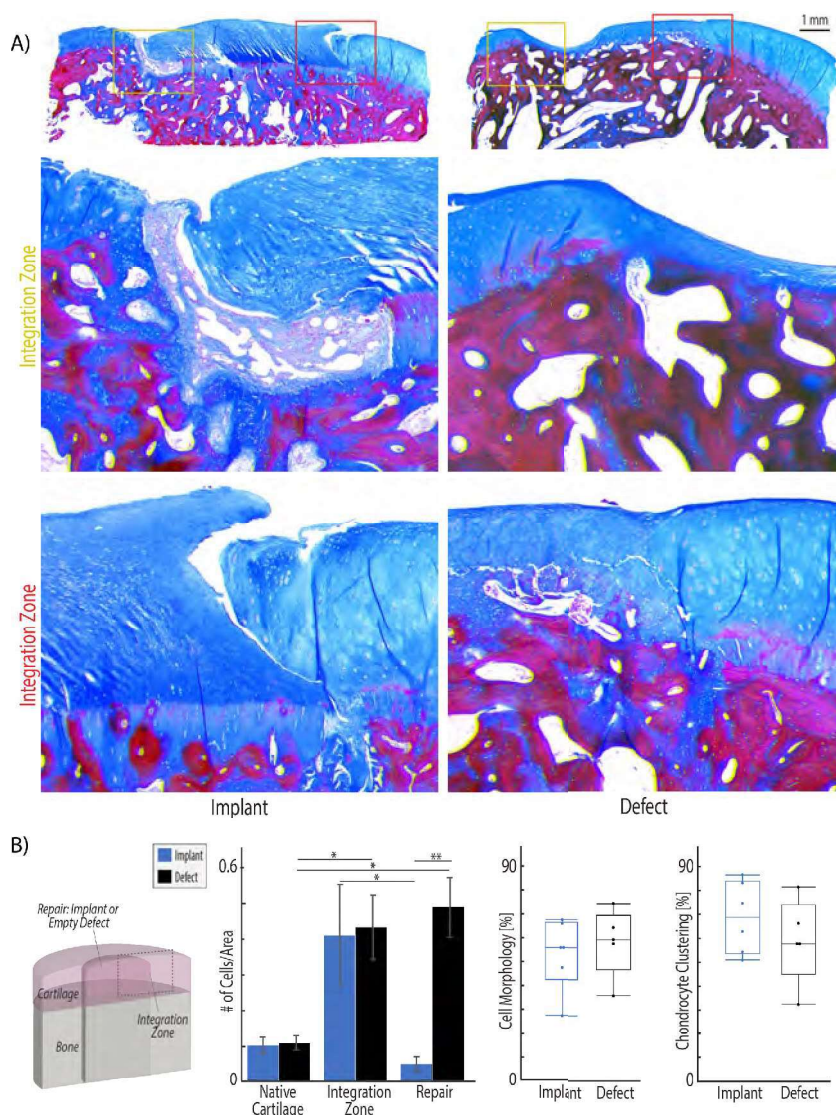 A)
1 mm
Integration Zone
Integration Zone
Implant
Defect
B)
Implant
Defect
Repair: Implant or
Empty Defect
Cartilage
Bone
Integration
Zone
# of Cells/Area
0.6
0
*
*
*
**
Native
Cartilage
Integration
Zone
Repair
Cell Morphology [%]
90
0
Implant
Defect
Chondrocyte Clustering [%]
90
0
Implant
Defect